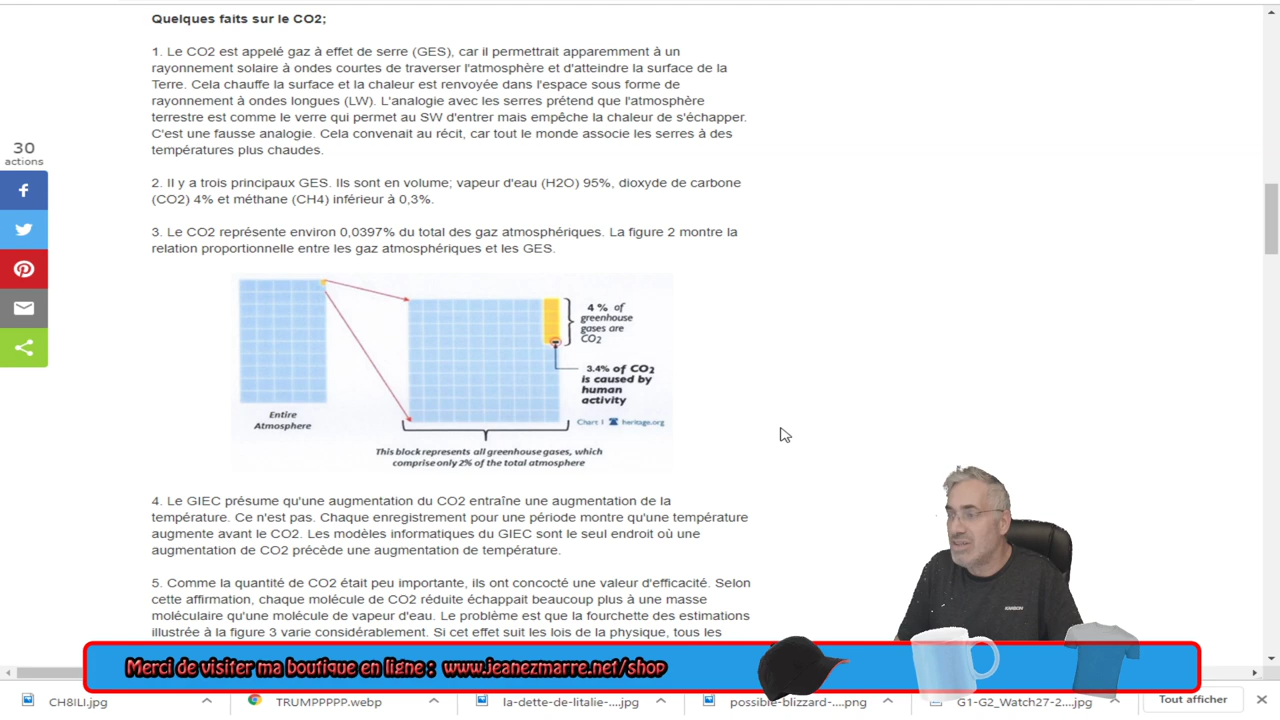 Quelques faits sur le CO2;
1. Le CO2 est appelé gaz à effet de serre (GES), car il permettrait apparemment à un
rayonnement solaire à ondes courtes de traverser l'atmosphère et d'atteindre la surface de la
Terre. Cela chauffe la surface et la chaleur est renvoyée dans l'espace sous forme de
rayonnement à ondes longues (LW). L'analogie avec les serres prétend que l'atmosphère
terrestre est comme le verre qui permet au SW d'entrer mais empêche la chaleur de s'échapper.
C'est une fausse analogie. Cela convenait au récit, car tout le monde associe les serres à des
températures plus chaudes.
30
actions
2. Il y a trois principaux GES. Ils sont en volume; vapeur d'eau (H2O) 95%, dioxyde de carbone
(CO2) 4% et méthane (CH4) inférieur à 0,3%.
3. Le CO2 représente environ 0,0397% du total des gaz atmosphériques. La figure 2 montre la
relation proportionnelle entre les gaz atmosphériques et les GES.
4 % of
greenhouse
gases are
CO2
3.4% of CO2
is caused by
human
activity
Entire
Atmosphere
Chart 1 heritage.org
This block represents all greenhouse gases, which
comprise only 2% of the total atmosphere
4. Le GIEC présume qu'une augmentation du CO2 entraîne une augmentation de la
température. Ce n'est pas. Chaque enregistrement pour une période montre qu'une température
augmente avant le CO2. Les modèles informatiques du GIEC sont le seul endroit où une
augmentation de CO2 précède une augmentation de température.
5. Comme la quantité de CO2 était peu importante, ils ont concocté une valeur d'efficacité. Selon
cette affirmation, chaque molécule de CO2 réduite échappait beaucoup plus à une masse
moléculaire qu'une molécule de vapeur d'eau. Le problème est que la fourchette des estimations
illustrée à la figure 3 varie considérablement. Si cet effet suit les lois de la physique, tous les
Merci de visiter ma boutique en ligne : www.jeanezmarre.net/shop
CH8ILI.jpg
TRUMPPPPP.webp
la-dette-de-litalie-....jpg
possible-blizzard-....png
G1-G2_Watch27-2....jpg
Tout afficher